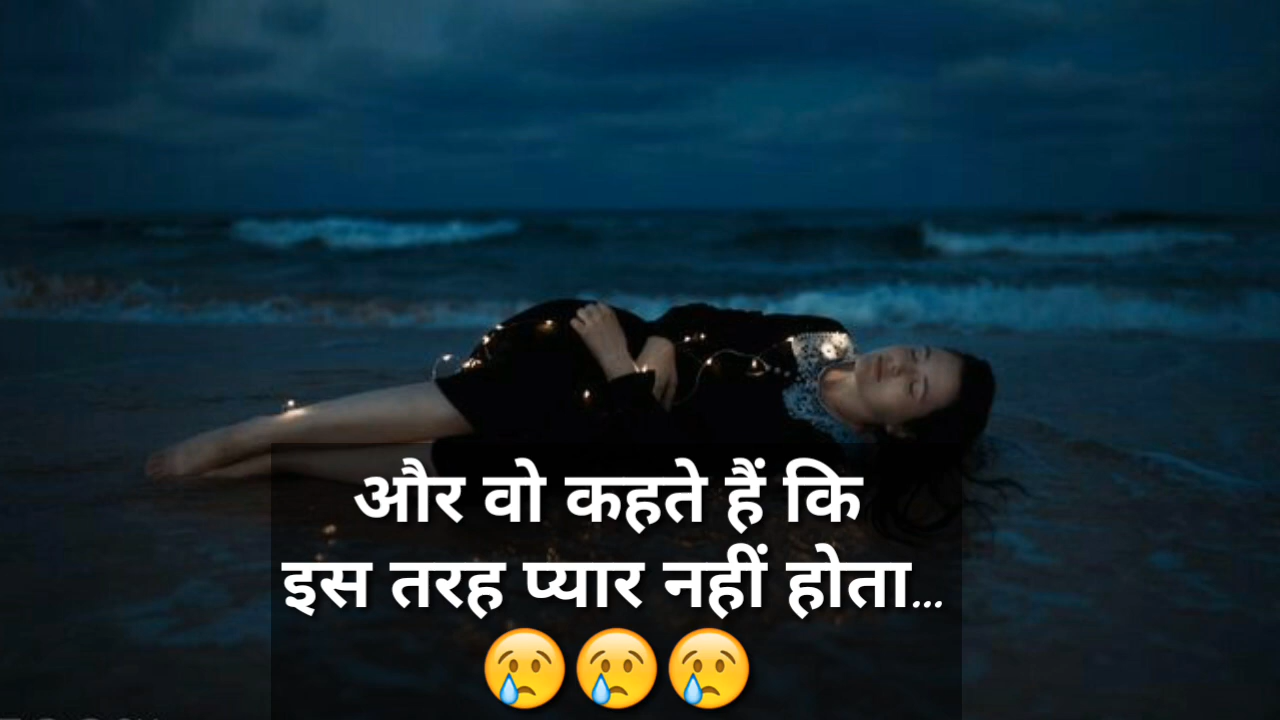 और वो कहते हैं कि
इस तरह प्यार नहीं होता...
😢😢😢